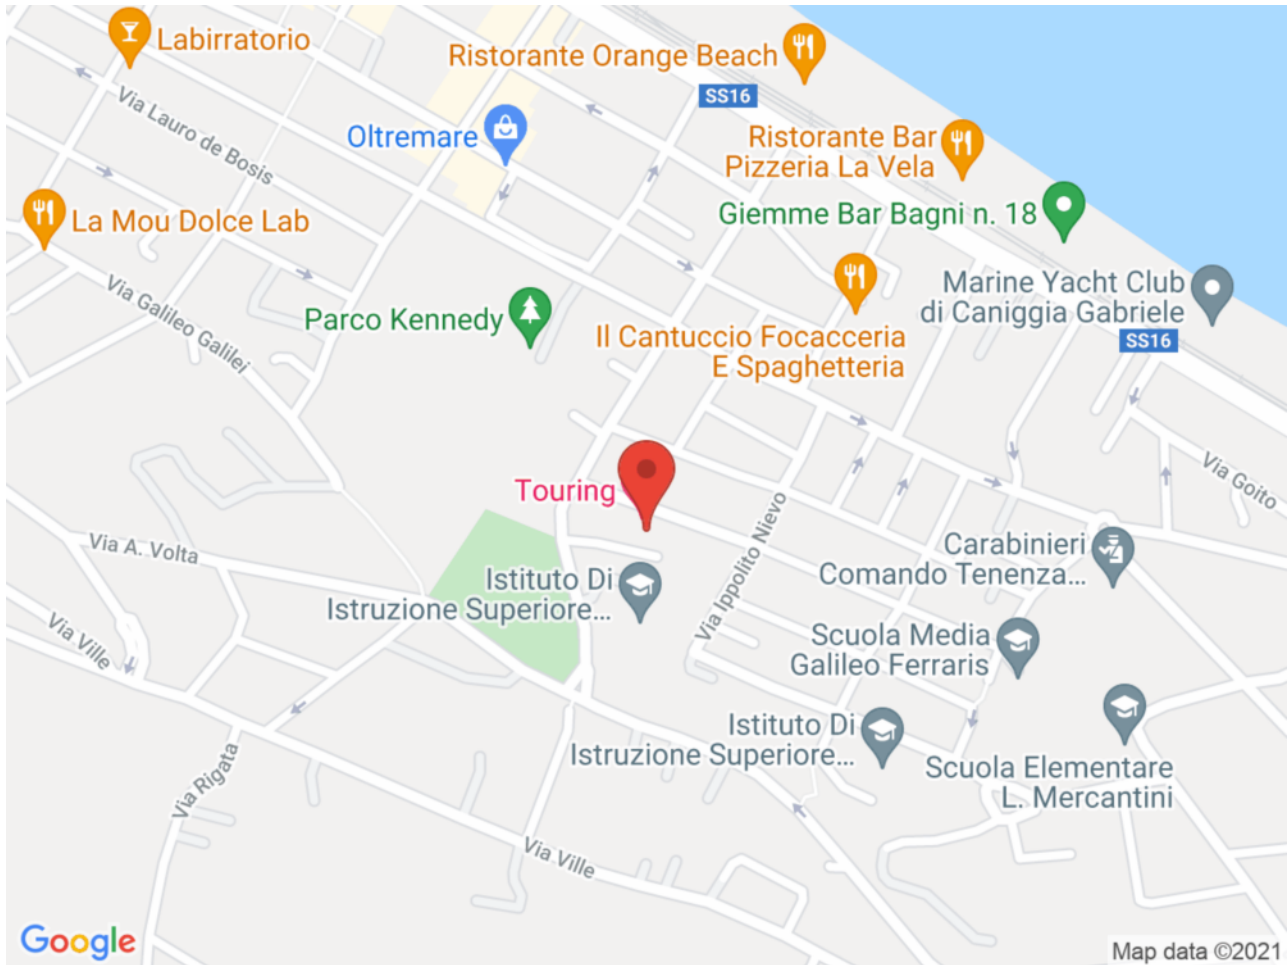 Labirratorio
Ristorante Orange Beach
SS16
Via Lauro de Bosis
Oltremare
Ristorante Bar
Pizzeria La Vela
La Mou Dolce Lab
Giemme Bar Bagni n. 18
Via Galileo Galilei
Parco Kennedy
Marine Yacht Club
di Caniggia Gabriele
Il Cantuccio Focacceria
E Spaghetteria
SS16
Touring
Via Goito
Via Ippolito Nievo
Via A. Volta
Carabinieri
Comando Tenenza...
Istituto Di
Istruzione Superiore...
Via Ville
Scuola Media
Galileo Ferraris
Via Rigata
Istituto Di
Istruzione Superiore...
Scuola Elementare
L. Mercantini
Via Ville
Google
Map data ©2021